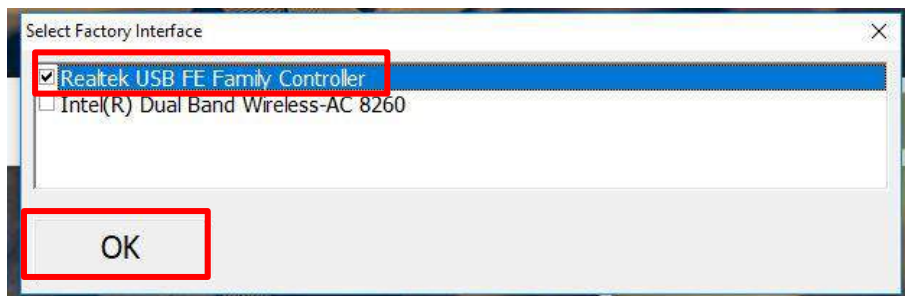 Select Factory Interface
Realtek USB FE Family Controller
Intel(R) Dual Band Wireless-AC 8260
OK